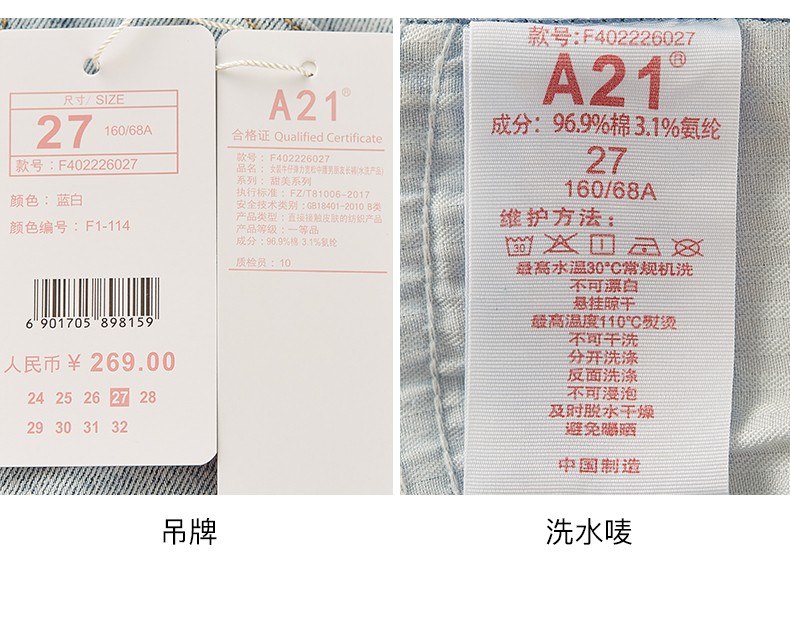 尺寸/ SIZE
27 160/68A
款号：F402226027
颜色：蓝白
颜色编号：F1-114
6 901705 898159
人民币 ¥ 269.00
24 25 26 27 28
29 30 31 32
A21®
合格证 Qualified Certificate
款号：F402226027
系列：甜美系列
执行标准：FZ/T81006-2017
安全技术类别：GB18401-2010 B类
产品类型：直接接触皮肤的纺织产品
产品等级：一等品
成分：96.9%棉 3.1%氨纶
质检员：10
款号:F402226027
A21®
成分：96.9%棉 3.1%氨纶
27
160/68A
维护方法：
30
最高水温30°C常规机洗
不可漂白
悬挂晾干
最高温度110°C熨烫
不可干洗
分开洗涤
反面洗涤
不可浸泡
及时脱水干燥
避免曝晒
中国制造
吊牌
洗水唛